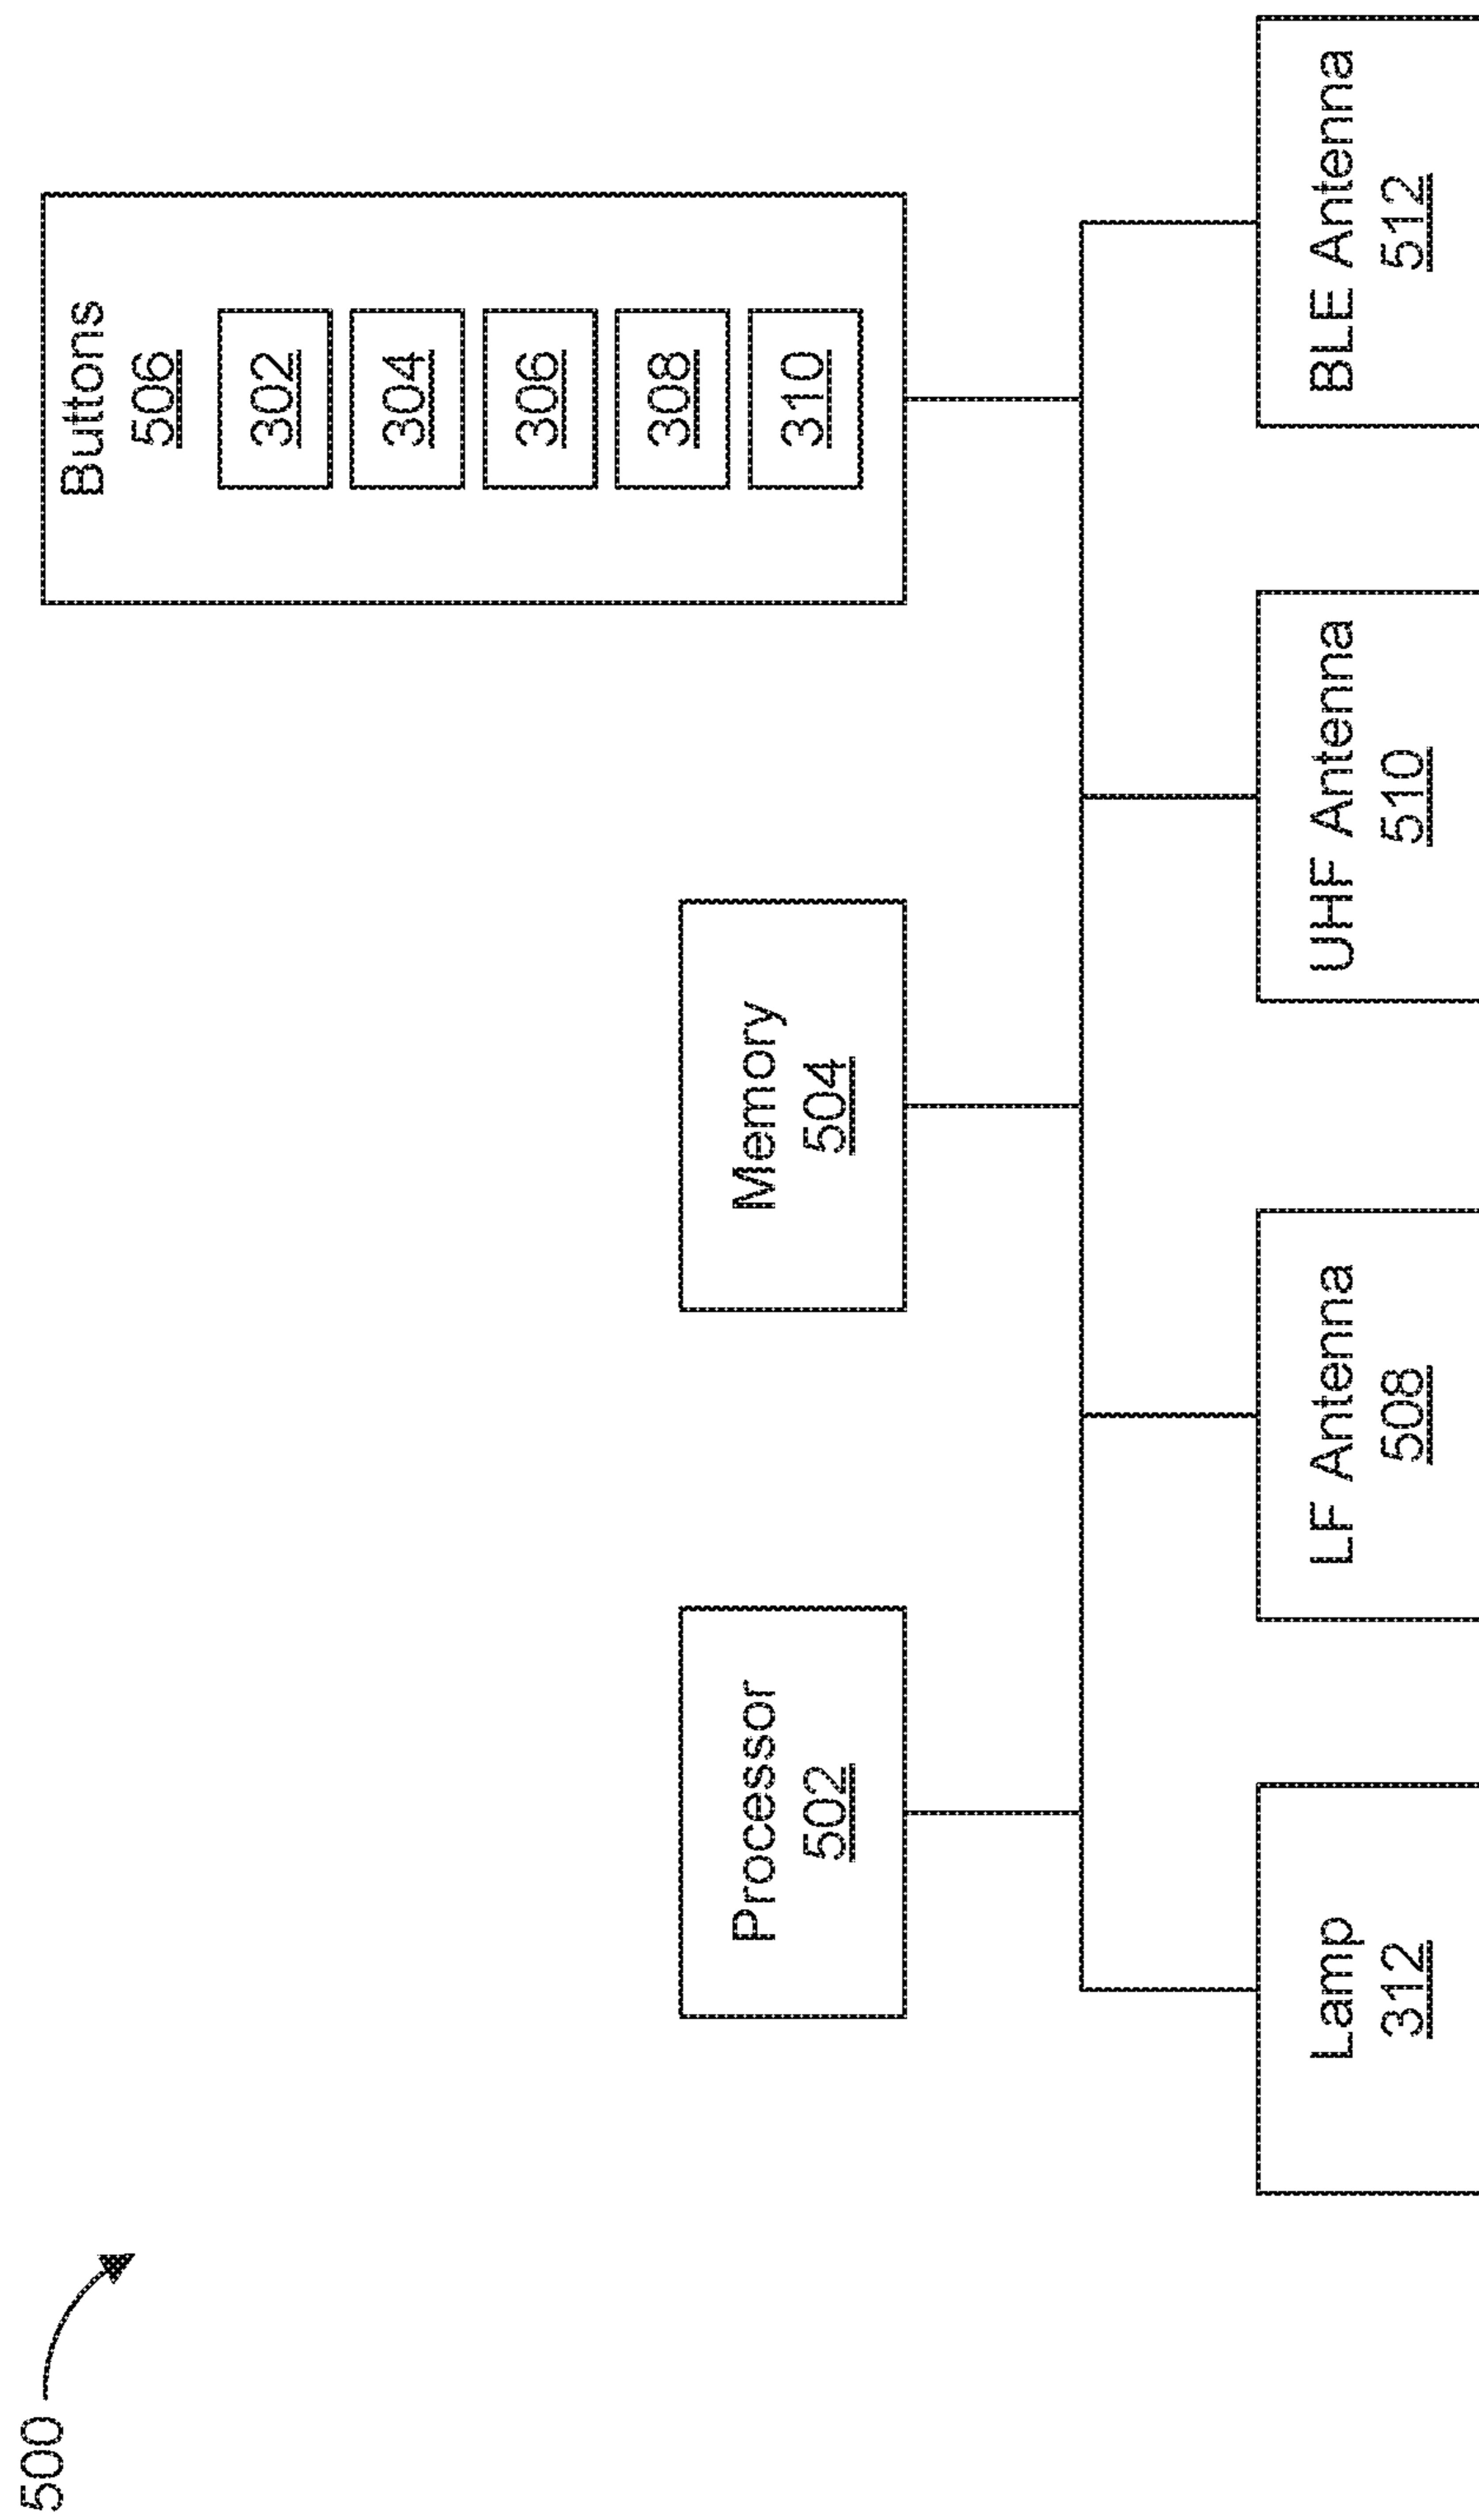 500
Buttons
506
302
304
306
308
310
Processor
502
Memory
504
Lamp
312
LF Antenna
508
UHF Antenna
510
BLE Antenna
512